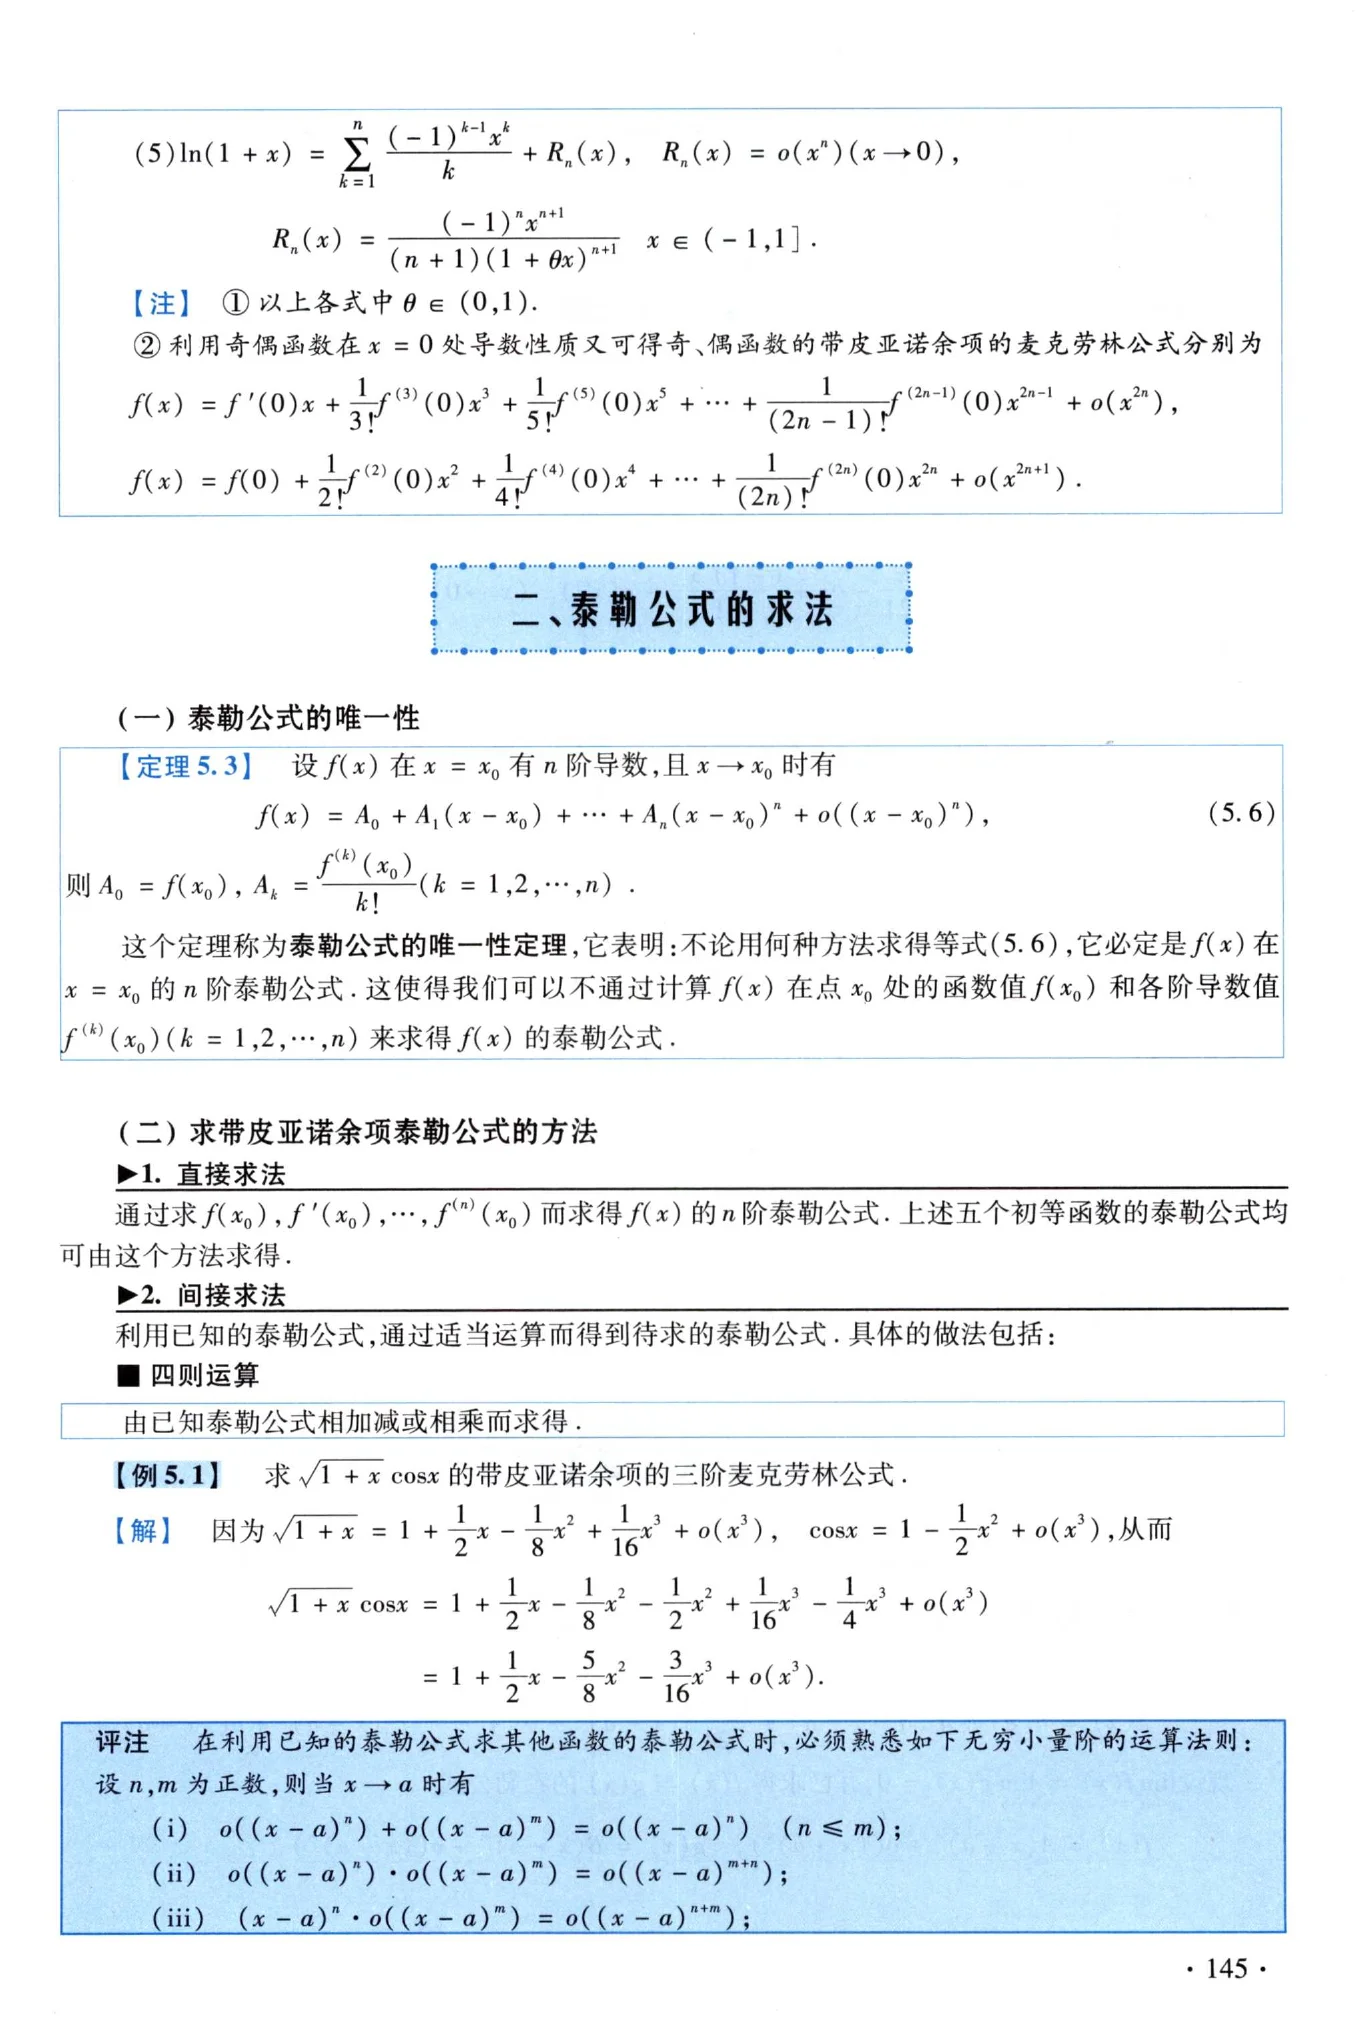 (5)ln(1 + x) = \sum_{k=1}^{n} \frac{(-1)^{k-1}x^k}{k} + R_n(x), R_n(x) = o(x^n)(x→0),
R_n(x) = \frac{(-1)^n x^{n+1}}{(n+1)(1+θx)^{n+1}} x ∈ (-1,1].
【注】 ①以上各式中 θ ∈ (0,1).
②利用奇偶函数在 x = 0 处导数性质又可得奇、偶函数的带皮亚诺余项的麦克劳林公式分别为
f(x) = f'(0)x + \frac{1}{3!}f^{(3)}(0)x^3 + \frac{1}{5!}f^{(5)}(0)x^5 + ⋯ + \frac{1}{(2n-1)!}f^{(2n-1)}(0)x^{2n-1} + o(x^{2n}),
f(x) = f(0) + \frac{1}{2!}f^{(2)}(0)x^2 + \frac{1}{4!}f^{(4)}(0)x^4 + ⋯ + \frac{1}{(2n)!}f^{(2n)}(0)x^{2n} + o(x^{2n+1}).
二、泰勒公式的求法
(一) 泰勒公式的唯一性
【定理 5.3】 设 f(x) 在 x = x_0 有 n 阶导数,且 x→x_0 时有
f(x) = A_0 + A_1(x - x_0) + ⋯ + A_n(x - x_0)^n + o((x - x_0)^n), (5.6)
则 A_0 = f(x_0), A_k = \frac{f^{(k)}(x_0)}{k!}(k = 1,2,⋯,n).
这个定理称为泰勒公式的唯一性定理,它表明:不论用何种方法求得等式(5.6),它必定是 f(x) 在
x = x_0 的 n 阶泰勒公式.这使得我们可以不通过计算 f(x) 在点 x_0 处的函数值 f(x_0) 和各阶导数值
f^{(k)}(x_0)(k = 1,2,⋯,n) 来求得 f(x) 的泰勒公式.
(二) 求带皮亚诺余项泰勒公式的方法
▶1. 直接求法
通过求 f(x_0),f'(x_0),⋯,f^{(n)}(x_0) 而求得 f(x) 的 n 阶泰勒公式.上述五个初等函数的泰勒公式均
可由这个方法求得.
▶2. 间接求法
利用已知的泰勒公式,通过适当运算而得到待求的泰勒公式.具体的做法包括:
■ 四则运算
由已知泰勒公式相加减或相乘而求得.
【例 5.1】 求 \sqrt{1+x} cosx 的带皮亚诺余项的三阶麦克劳林公式.
【解】 因为 \sqrt{1+x} = 1 + \frac{1}{2}x - \frac{1}{8}x^2 + \frac{1}{16}x^3 + o(x^3), cosx = 1 - \frac{1}{2}x^2 + o(x^3),从而
\sqrt{1+x} cosx = 1 + \frac{1}{2}x - \frac{1}{8}x^2 - \frac{1}{2}x^2 + \frac{1}{16}x^3 - \frac{1}{4}x^3 + o(x^3)
= 1 + \frac{1}{2}x - \frac{5}{8}x^2 - \frac{3}{16}x^3 + o(x^3).
评注 在利用已知的泰勒公式求其他函数的泰勒公式时,必须熟悉如下无穷小量阶的运算法则:
设 n,m 为正数,则当 x→a 时有
(i) o((x - a)^n) + o((x - a)^m) = o((x - a)^n) (n ≤ m);
(ii) o((x - a)^n)·o((x - a)^m) = o((x - a)^{m+n});
(iii) (x - a)^n·o((x - a)^m) = o((x - a)^{n+m});
·145·